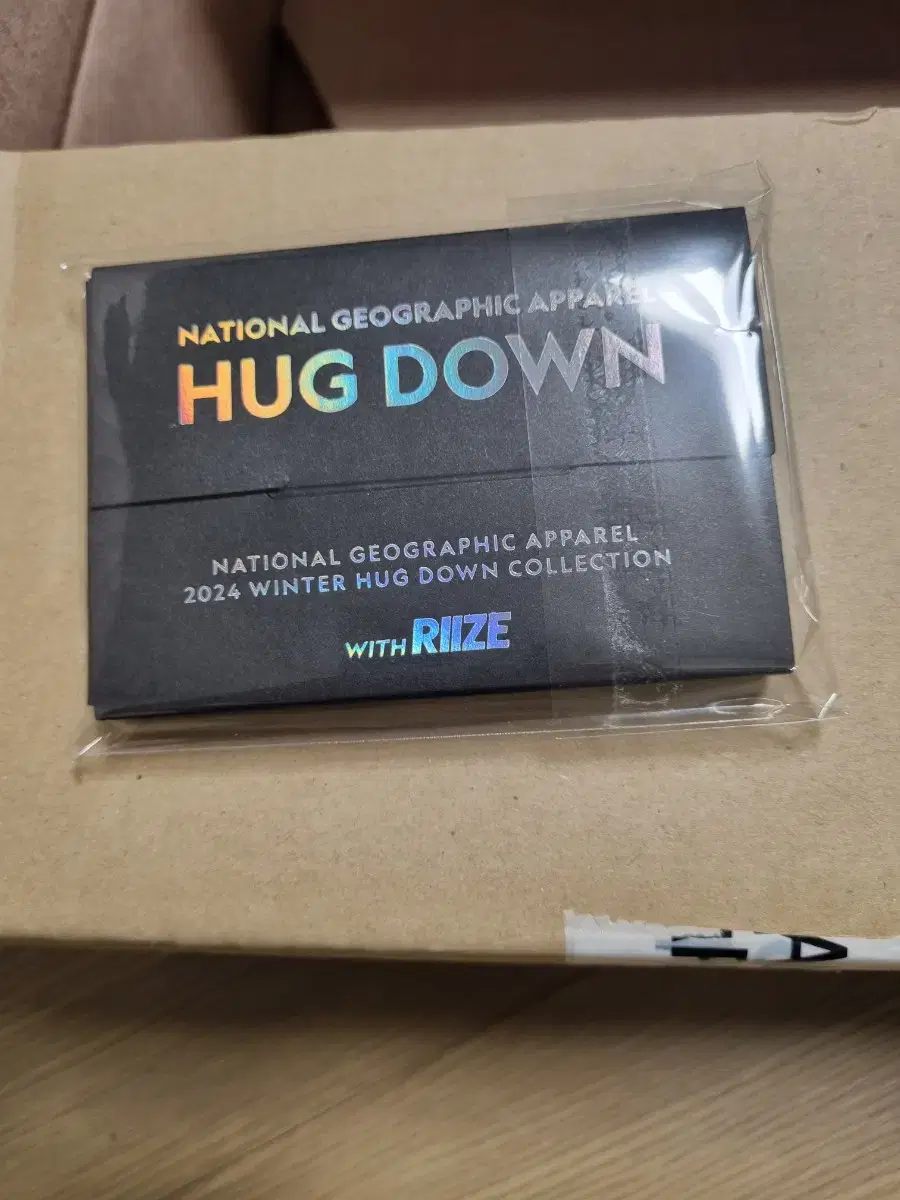 NATIONAL GEOGRAPHIC APPAREL
HUG DOWN
NATIONAL GEOGRAPHIC APPAREL
2024 WINTER HUG DOWN COLLECTION
WITH RIIZE